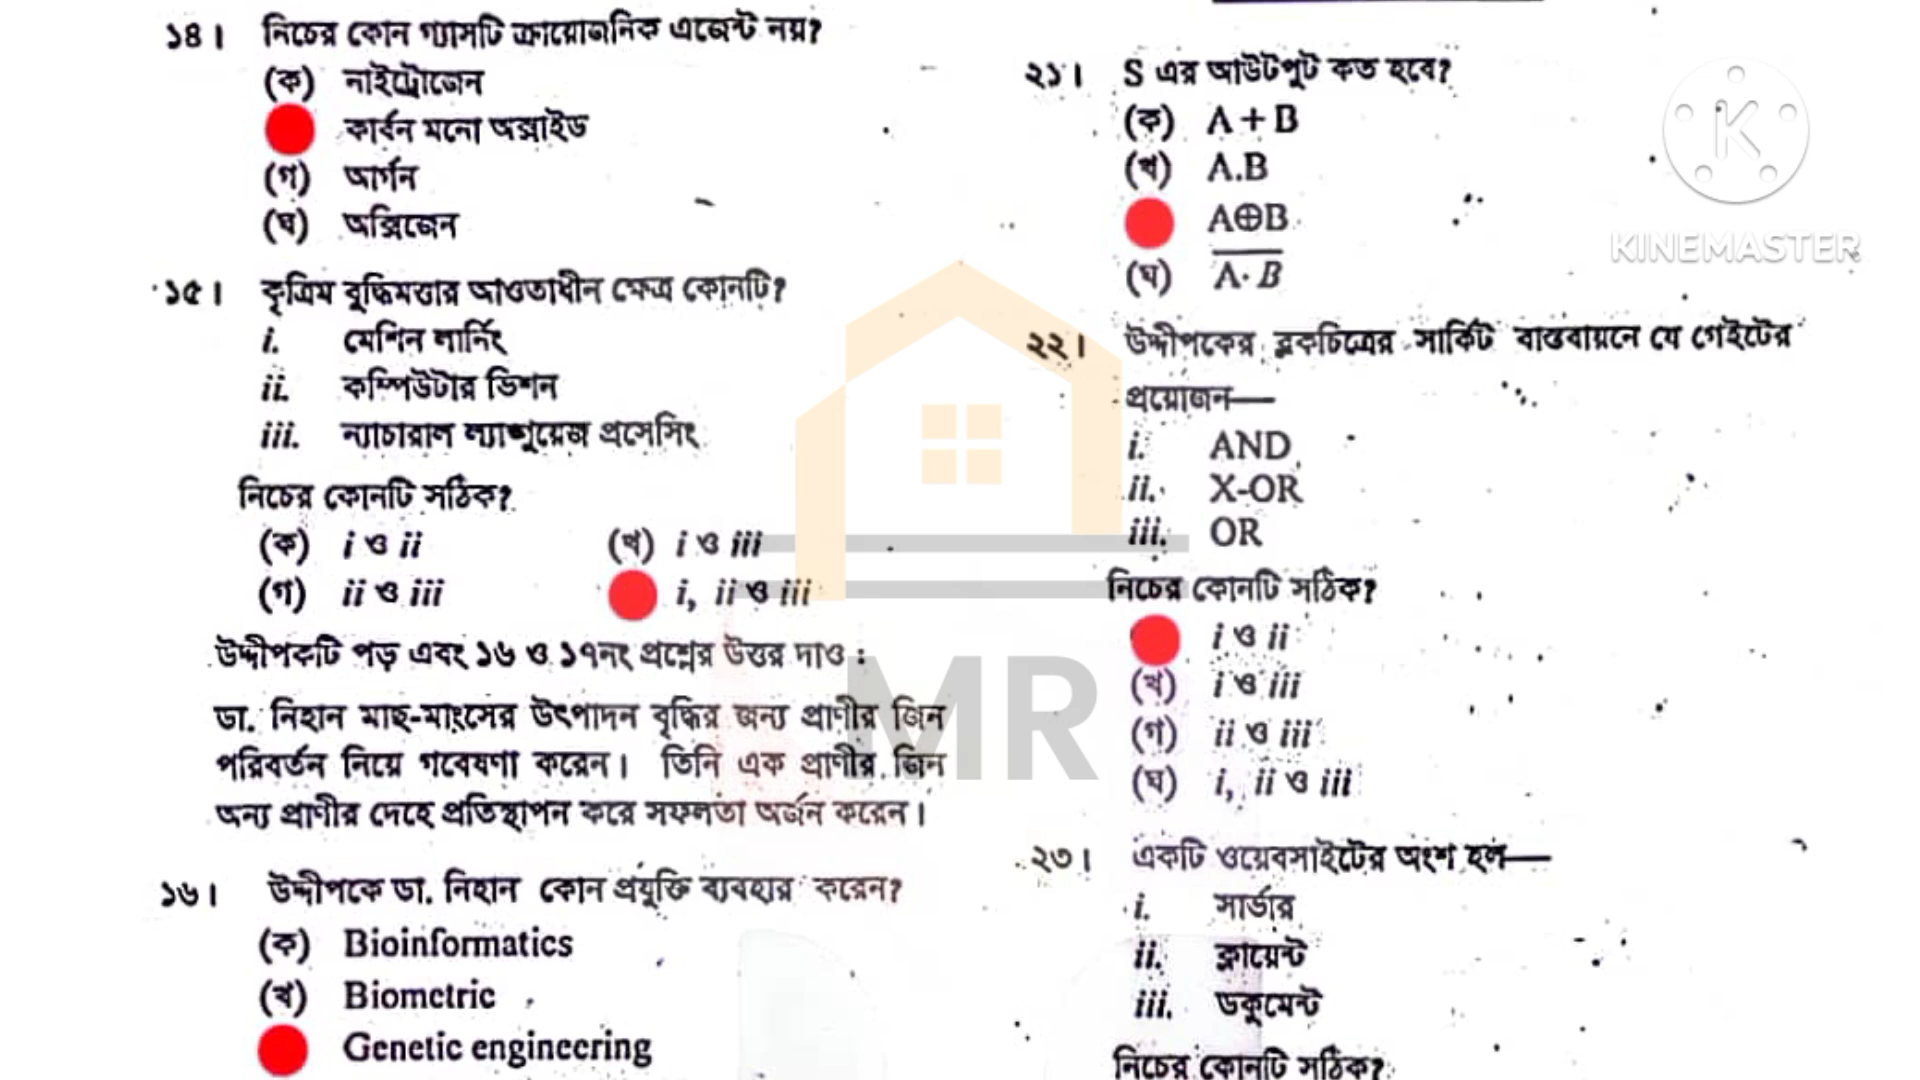 ১৪। নিচের কোন গ্যাসটি ক্রায়োজনিক এজেন্ট নয়?
(ক) নাইট্রোজেন
কার্বন মনো অক্সাইড
(গ) আর্গন
(ঘ) অক্সিজেন
১৫। কৃত্রিম বুদ্ধিমত্তার আওতাধীন ক্ষেত্র কোনটি?
i. মেশিন লার্নিং
ii. কম্পিউটার ভিশন
iii. ন্যাচারাল ল্যাঙ্গুয়েজ প্রসেসিং
নিচের কোনটি সঠিক?
(ক) i ও ii (খ) i ও iii
(গ) ii ও iii i, ii ও iii
উদ্দীপকটি পড় এবং ১৬ ও ১৭নং প্রশ্নের উত্তর দাও :
ডা. নিহান মাছ-মাংসের উৎপাদন বৃদ্ধির জন্য প্রাণীর জিন
পরিবর্তন নিয়ে গবেষণা করেন। তিনি এক প্রাণীর জিন
অন্য প্রাণীর দেহে প্রতিস্থাপন করে সফলতা অর্জন করেন।
১৬। উদ্দীপকে ডা. নিহান কোন প্রযুক্তি ব্যবহার করেন?
(ক) Bioinformatics
(খ) Biometric
Genetic engineering
২১। S এর আউটপুট কত হবে?
(ক) A + B
(খ) A.B
A⊕B
(ঘ) \overline{A · B}
২২। উদ্দীপকের ব্লকচিত্রের সার্কিট বাস্তবায়নে যে গেইটের
প্রয়োজন—
i. AND
ii. X-OR
iii. OR
নিচের কোনটি সঠিক?
i ও ii
(খ) i ও iii
(গ) ii ও iii
(ঘ) i, ii ও iii
২৩। একটি ওয়েবসাইটের অংশ হল—
i. সার্ভার
ii. ক্লায়েন্ট
iii. ডকুমেন্ট
নিচের কোনটি সঠিক?
MR
K
KINEMASTER